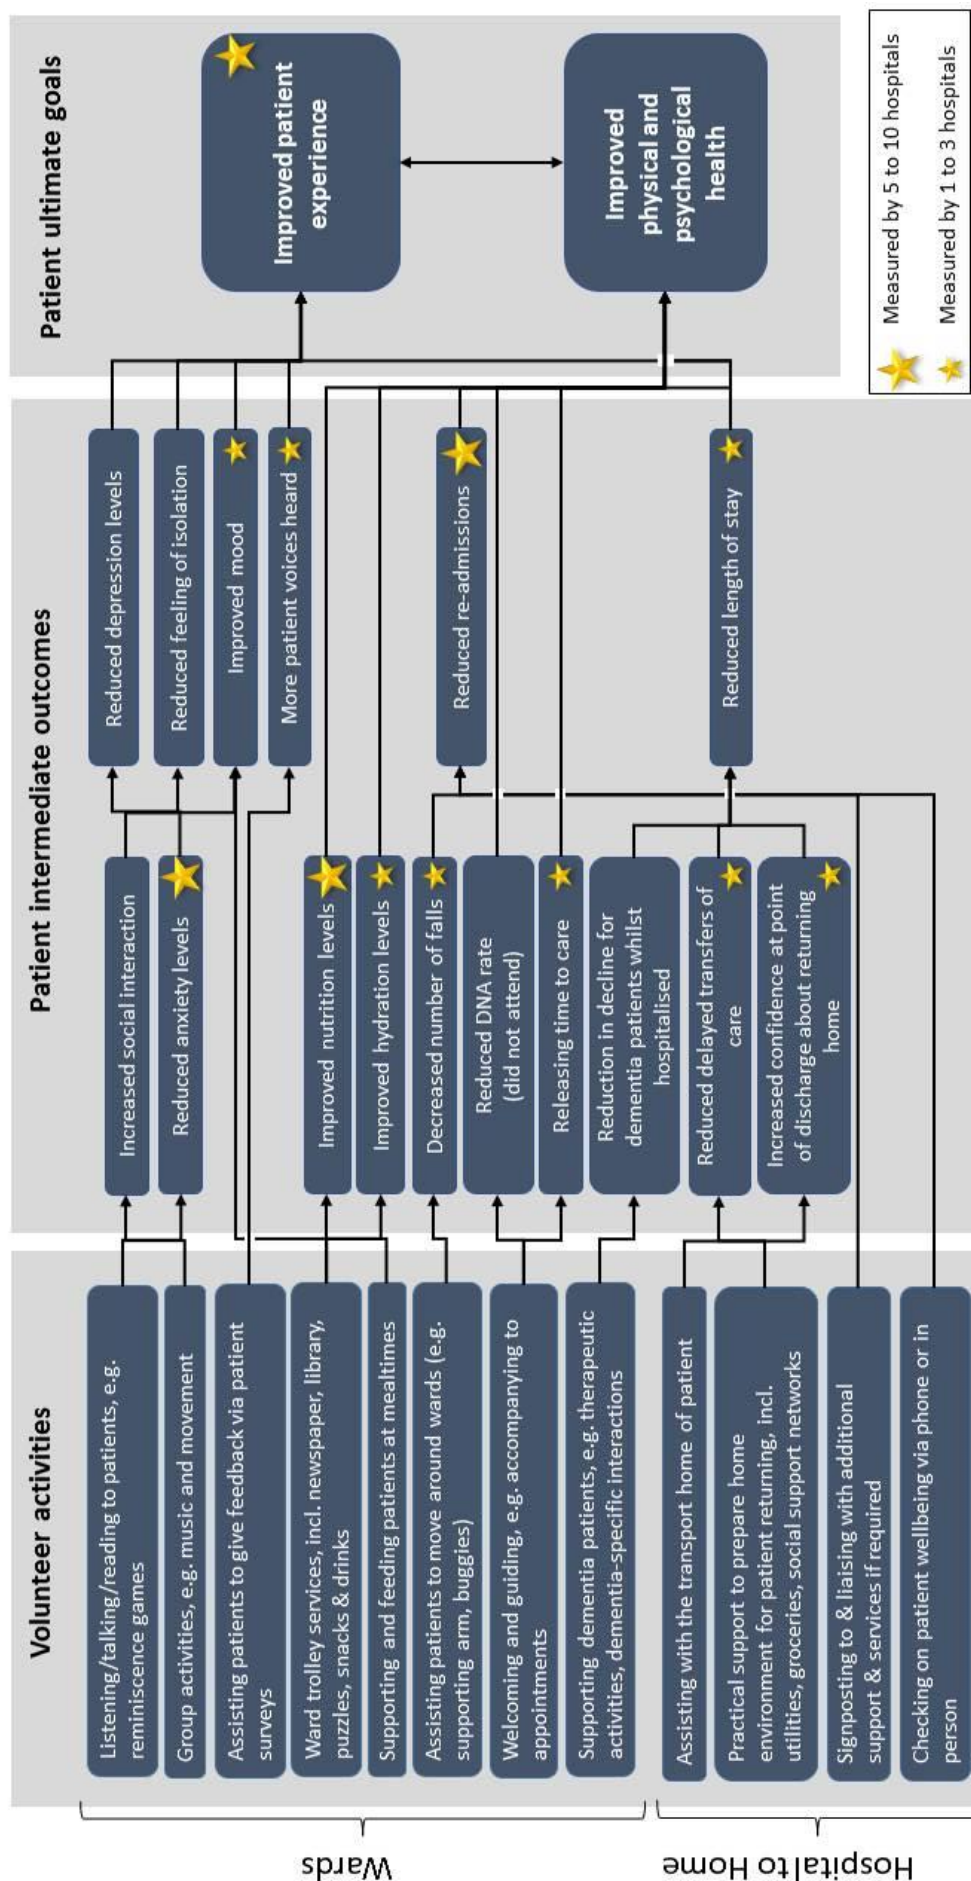 Volunteer activities
Wards
Listening/talking/reading to patients, e.g.
reminiscence games
Group activities, e.g. music and movement
Assisting patients to give feedback via patient
surveys
Ward trolley services, incl. newspaper, library,
puzzles, snacks & drinks
Supporting and feeding patients at mealtimes
Assisting patients to move around wards (e.g.
supporting arm, buggies)
Welcoming and guiding, e.g. accompanying to
appointments
Supporting dementia patients, e.g. therapeutic
activities, dementia-specific interactions
Hospital to Home
Assisting with the transport home of patient
Practical support to prepare home
environment for patient returning, incl.
utilities, groceries, social support networks
Signposting to & liaising with additional
support & services if required
Checking on patient wellbeing via phone or in
person
Patient intermediate outcomes
Increased social interaction
Reduced anxiety levels
Improved nutrition levels
Improved hydration levels
Decreased number of falls
Reduced DNA rate
(did not attend)
Releasing time to care
Reduction in decline for
dementia patients whilst
hospitalised
Reduced delayed transfers of
care
Increased confidence at point
of discharge about returning
home
Reduced depression levels
Reduced feeling of isolation
Improved mood
More patient voices heard
Reduced re-admissions
Reduced length of stay
Patient ultimate goals
Improved patient
experience
Improved
physical and
psychological
health
Measured by 5 to 10 hospitals
Measured by 1 to 3 hospitals